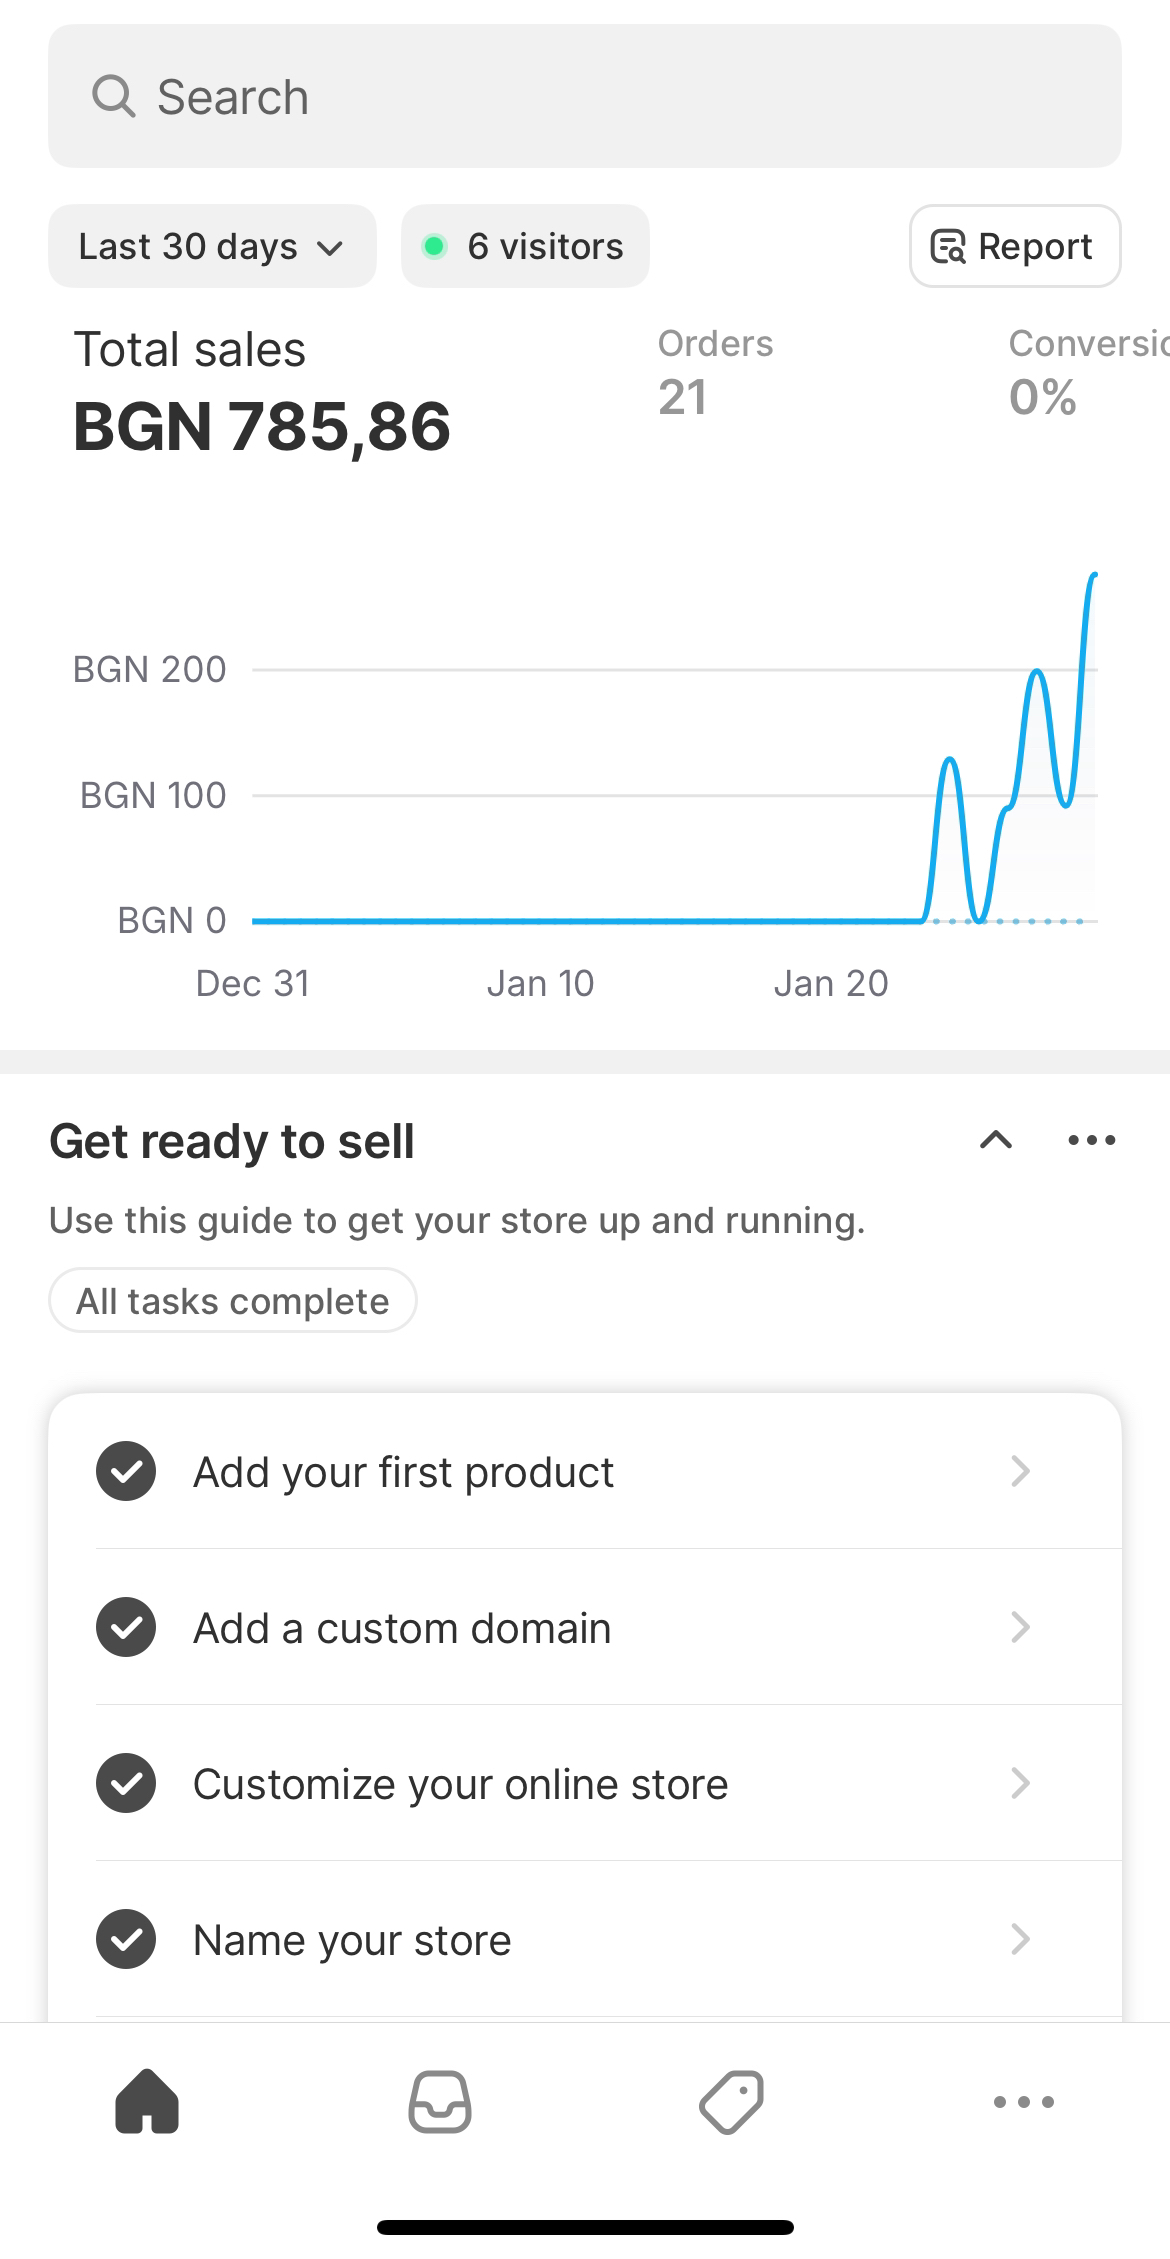 Search
Last 30 days
6 visitors
Report
Total sales
Orders
Conversio
BGN 785,86
21
0%
BGN 200
BGN 100
BGN 0
Dec 31
Jan 10
Jan 20
Get ready to sell
Use this guide to get your store up and running.
All tasks complete
Add your first product
Add a custom domain
Customize your online store
Name your store